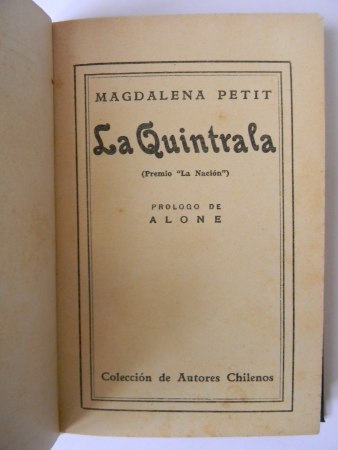 MAGDALENA PETIT
La Quintrala
(Premio "La Nación")
PROLOGO DE
ALONE
Colección de Autores Chilenos